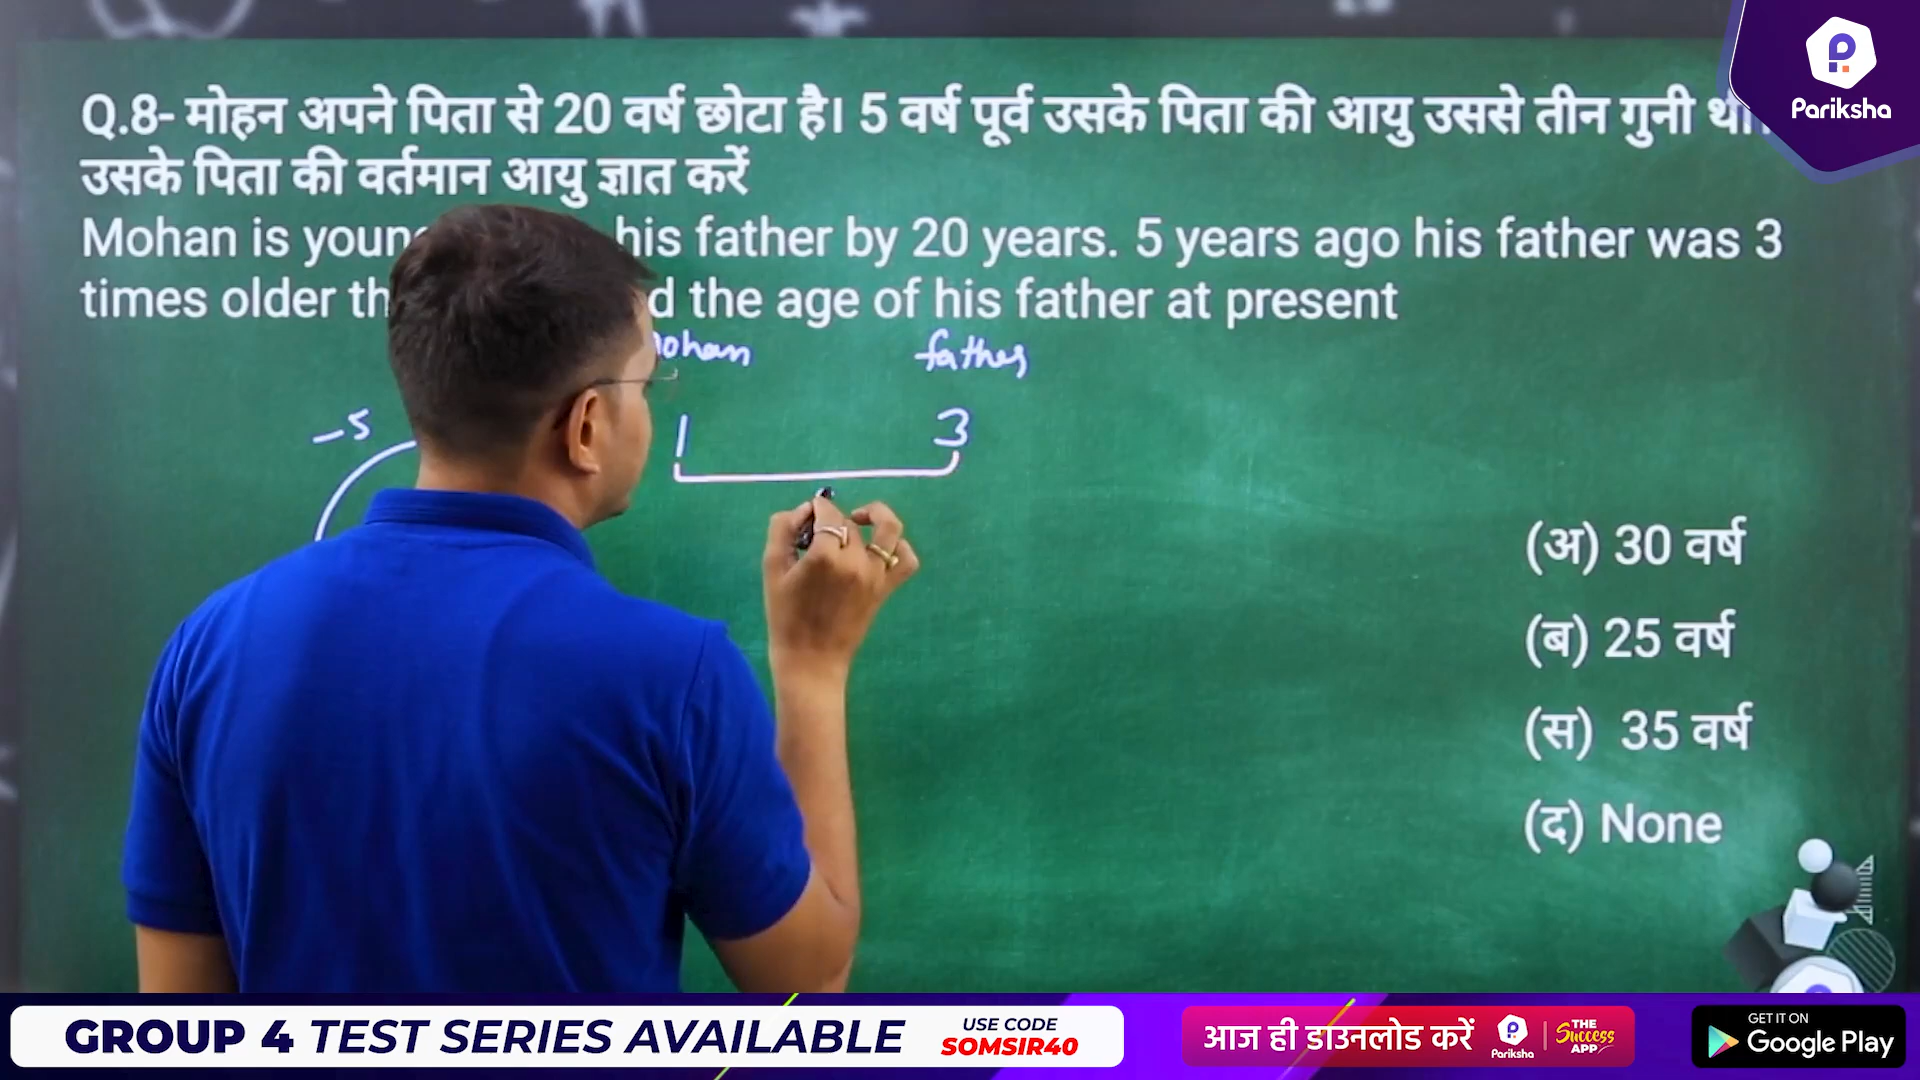 Pariksha
Q.8- मोहन अपने पिता से 20 वर्ष छोटा है। 5 वर्ष पूर्व उसके पिता की आयु उससे तीन गुनी
उसके पिता की वर्तमान आयु ज्ञात करें
Mohan is his father by 20 years. 5 years ago his father was 3
times older the age of his father at present
father
-5
1 3
(अ) 30 वर्ष
(ब) 25 वर्ष
(स) 35 वर्ष
(द) None
GROUP 4 TEST SERIES AVAILABLE
USE CODE
SOMSIR40
आज ही डाउनलोड करें
Pariksha
THE
Success
APP
GET IT ON
Google Play